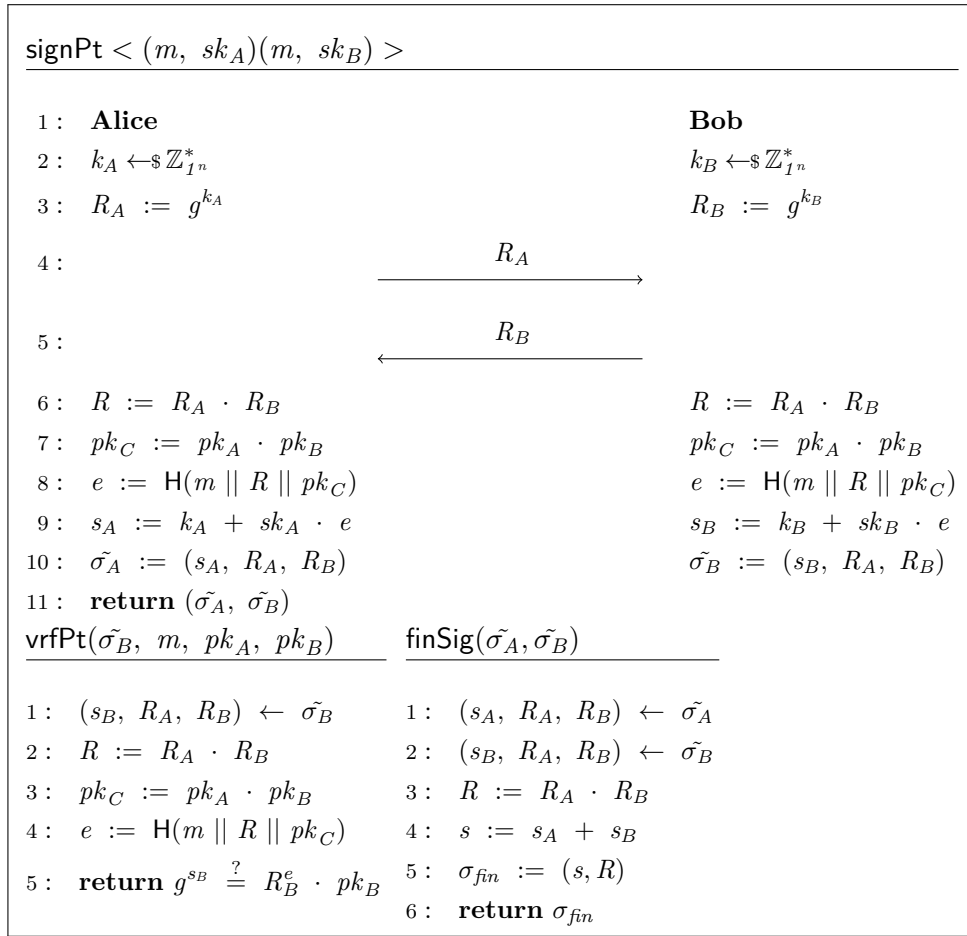 signPt < (m, sk_A)(m, sk_B) >
1 : Alice Bob
2 : k_A ←$ ℤ*_{1^n} k_B ←$ ℤ*_{1^n}
3 : R_A := g^{k_A} R_B := g^{k_B}
4 : R_A
5 : R_B
6 : R := R_A · R_B R := R_A · R_B
7 : pk_C := pk_A · pk_B pk_C := pk_A · pk_B
8 : e := H(m || R || pk_C) e := H(m || R || pk_C)
9 : s_A := k_A + sk_A · e s_B := k_B + sk_B · e
10 : σ̃_A := (s_A, R_A, R_B) σ̃_B := (s_B, R_A, R_B)
11 : return (σ̃_A, σ̃_B)
vrfPt(σ̃_B, m, pk_A, pk_B) finSig(σ̃_A, σ̃_B)
1 : (s_B, R_A, R_B) ← σ̃_B 1 : (s_A, R_A, R_B) ← σ̃_A
2 : R := R_A · R_B 2 : (s_B, R_A, R_B) ← σ̃_B
3 : pk_C := pk_A · pk_B 3 : R := R_A · R_B
4 : e := H(m || R || pk_C) 4 : s := s_A + s_B
5 : return g^{s_B} ≟ R_B^e · pk_B 5 : σ_fin := (s, R)
6 : return σ_fin